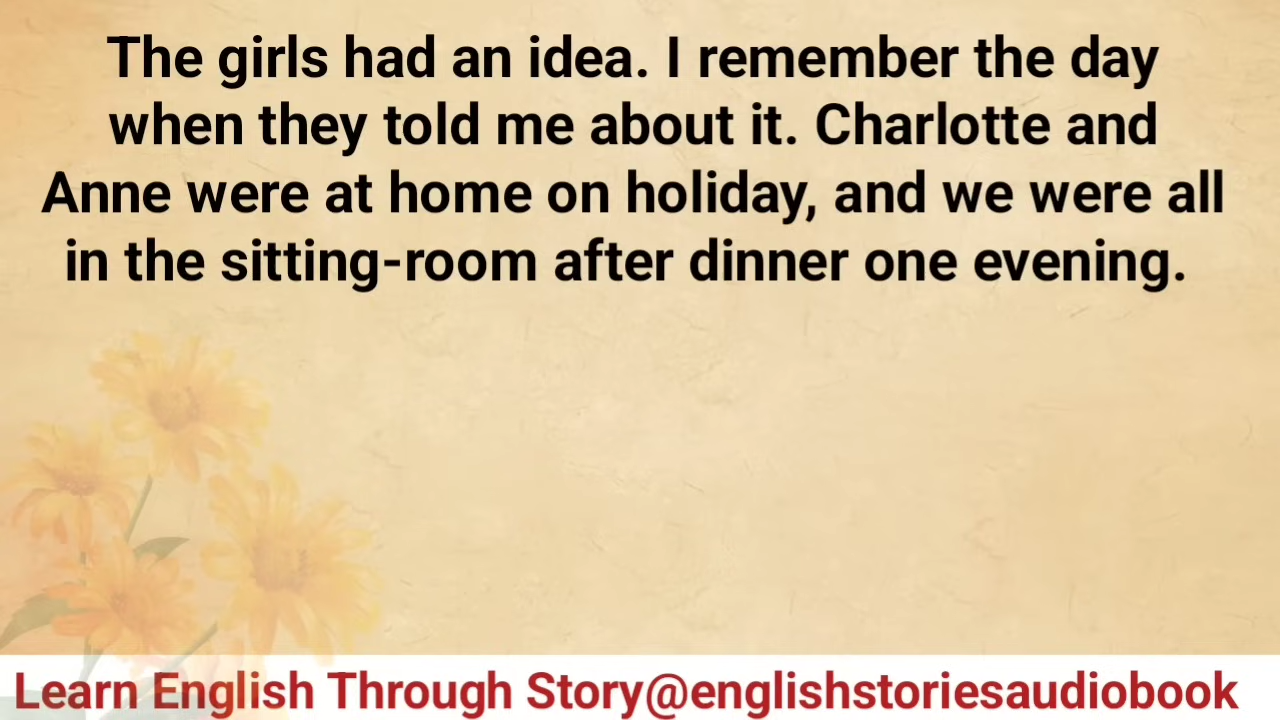 The girls had an idea. I remember the day
when they told me about it. Charlotte and
Anne were at home on holiday, and we were all
in the sitting-room after dinner one evening.
Learn English Through Story@englishstoriesaudiobook